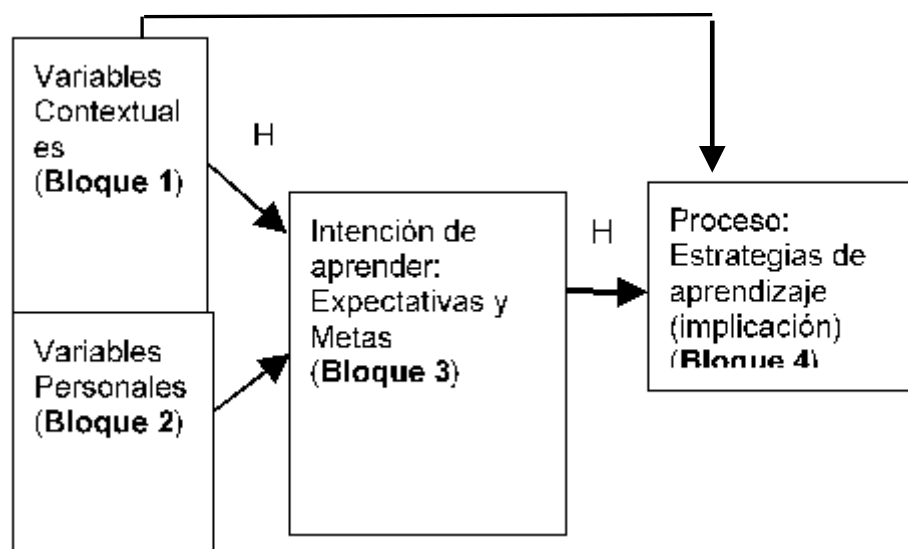 Variables
Contextual
es
(Bloque 1)
H
Variables
Personales
(Bloque 2)
Intención de
aprender:
Expectativas y
Metas
(Bloque 3)
H
Proceso:
Estrategias de
aprendizaje
(implicación)
(Bloque 4)